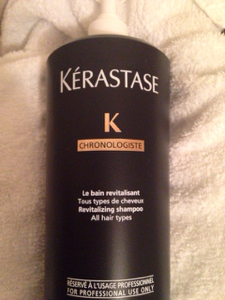 KÉRASTASE
K
CHRONOLOGISTE
Le bain revitalisant
Tous types de cheveux
Revitalizing shampoo
All hair types
RÉSERVÉ À L'USAGE PROFESSIONNEL
FOR PROFESSIONAL USE ONLY